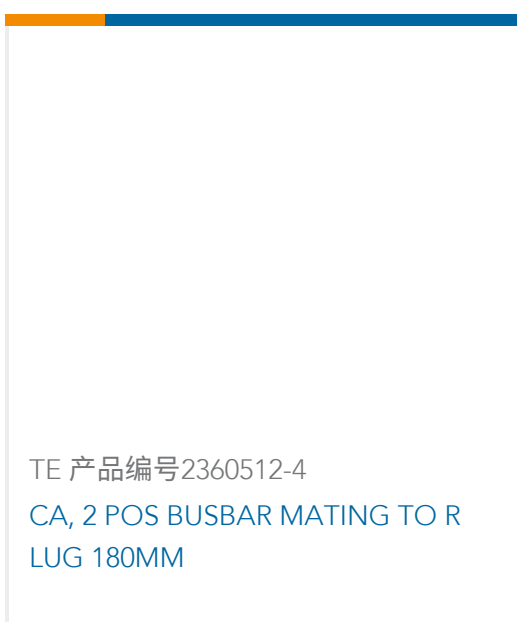 TE 产品编号2360512-4
CA, 2 POS BUSBAR MATING TO R
LUG 180MM